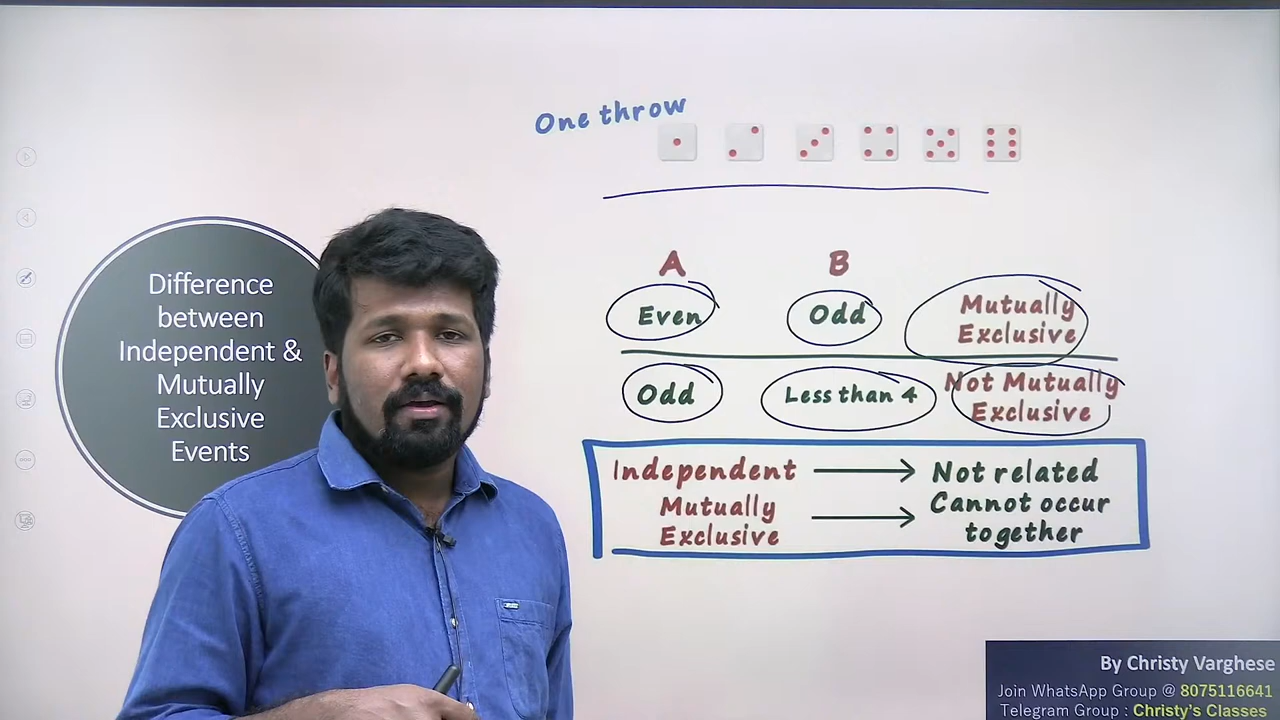 One throw
Difference
between
Independent &
Mutually
Exclusive
Events
A B
Even Odd Mutually
Exclusive
Odd Less than 4 Not Mutually
Exclusive
Independent → Not related
Mutually
Exclusive → Cannot occur
together
By Christy Varghese
Join WhatsApp Group @ 8075116641
Telegram Group : Christy's Classes